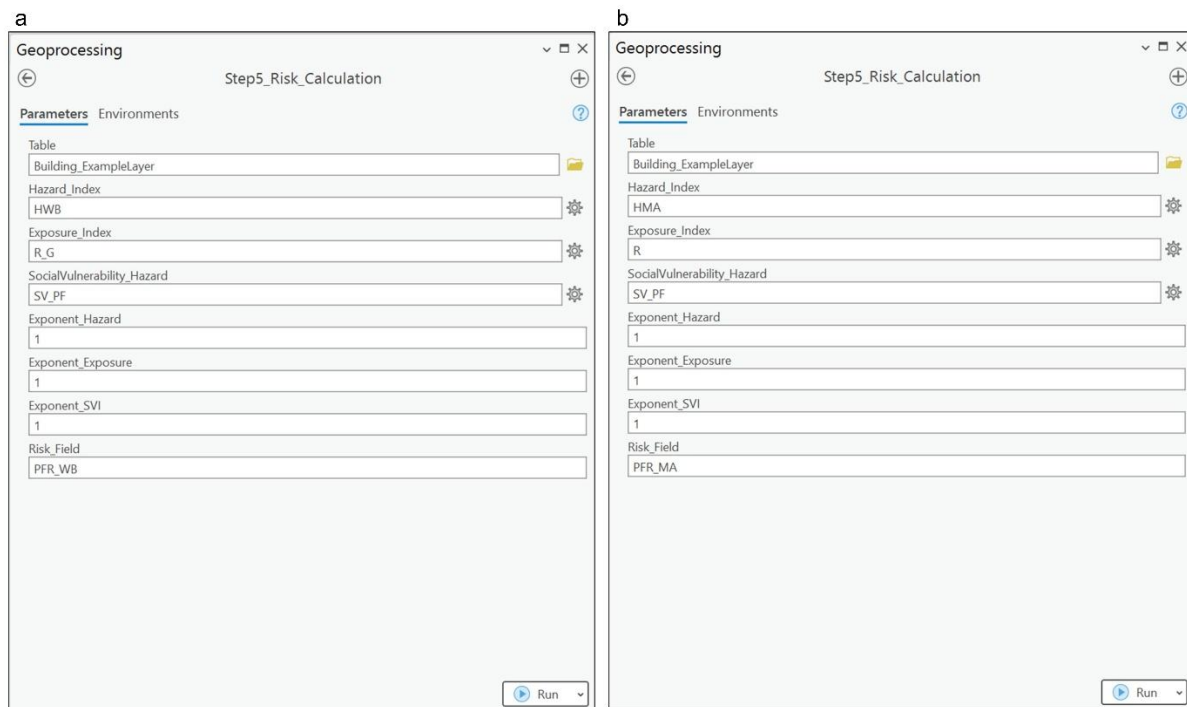 a
Geoprocessing
Step5_Risk_Calculation
Parameters Environments
Table
Building_ExampleLayer
Hazard_Index
HWB
Exposure_Index
R_G
SocialVulnerability_Hazard
SV_PF
Exponent_Hazard
1
Exponent_Exposure
1
Exponent_SVI
1
Risk_Field
PFR_WB
Run
b
Geoprocessing
Step5_Risk_Calculation
Parameters Environments
Table
Building_ExampleLayer
Hazard_Index
HMA
Exposure_Index
R
SocialVulnerability_Hazard
SV_PF
Exponent_Hazard
1
Exponent_Exposure
1
Exponent_SVI
1
Risk_Field
PFR_MA
Run